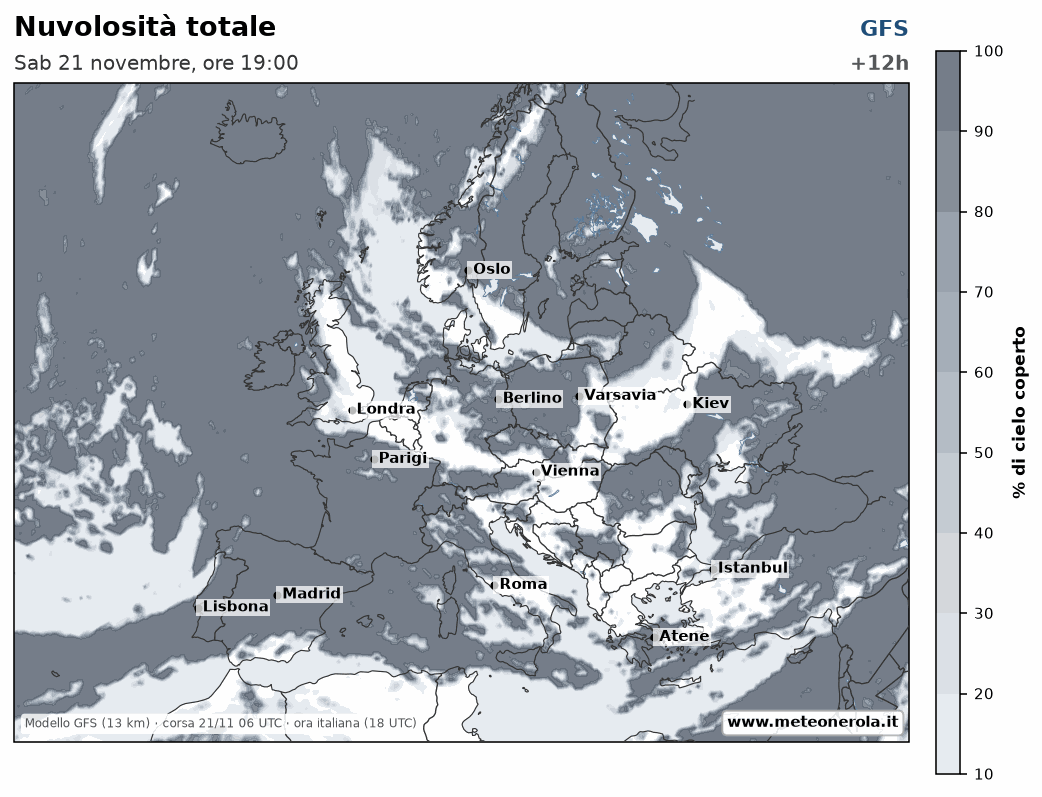 Nuvolosità totale
GFS
Sab 21 novembre, ore 19:00
+12h
100
90
80
70
60
50
40
30
20
10
% di cielo coperto
Oslo
Londra
Berlino
Varsavia
Kiev
Parigi
Vienna
Istanbul
Roma
Madrid
Lisbona
Atene
Modello GFS (13 km) · corsa 21/11 06 UTC · ora italiana (18 UTC)
www.meteonerola.it